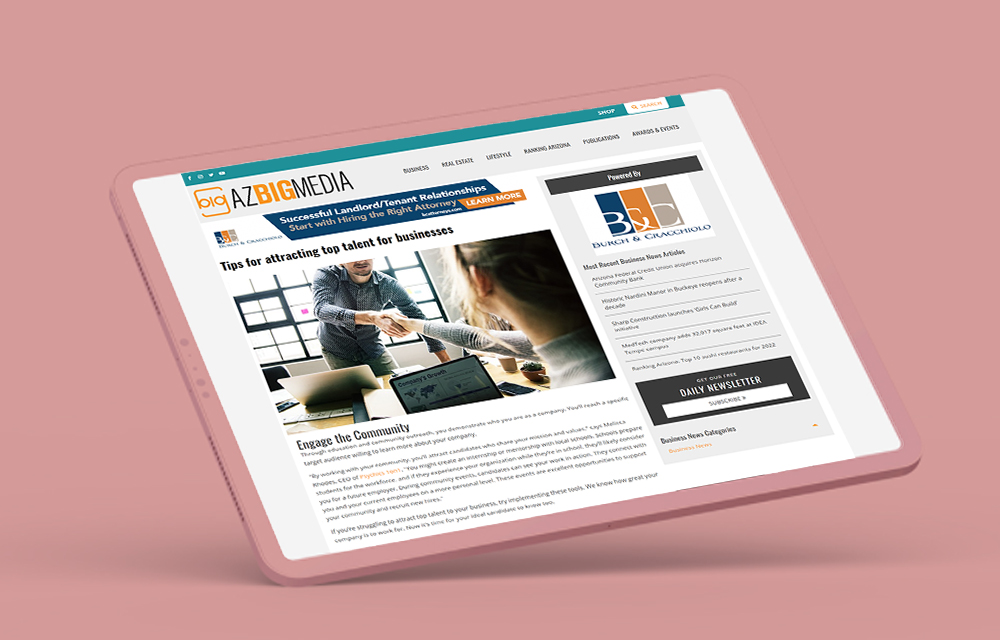 SHOP
SEARCH
big AZBIGMEDIA
BUSINESS
REAL ESTATE
LIFESTYLE
RANKING ARIZONA
PUBLICATIONS
AWARDS & EVENTS
BURCH & CRACCHIOLO
Successful Landlord/Tenant Relationships
Start with Hiring the Right Attorney
bcattorneys.com
LEARN MORE
Tips for attracting top talent for businesses
Company's Growth
Engage the Community
Through education and community outreach, you demonstrate who you are as a company. You'll reach a specific
target audience willing to learn more about your company.
"By working with your community, you'll attract candidates who share your mission and values," says Melissa
Rhodes, CEO of Psychics 1on1. "You might create an internship or mentorship with local schools. Schools prepare
students for the workforce, and if they experience your organization while they're in school, they'll likely consider
you for a future employer. During community events, candidates can see your work in action. They connect with
you and your current employees on a more personal level. These events are excellent opportunities to support
your community and recruit new hires."
If you're struggling to attract top talent to your business, try implementing these tools. We know how great your
company is to work for. Now it's time for your ideal candidate to know too.
Powered By
B&C
BURCH & CRACCHIOLO
Most Recent Business News Articles
Arizona Federal Credit Union acquires Horizon
Community Bank
Historic Nardini Manor in Buckeye reopens after a
decade
Sharp Construction launches 'Girls Can Build'
initiative
MedTech company adds 32,017 square feet at IDEA
Tempe campus
Ranking Arizona: Top 10 sushi restaurants for 2022
GET OUR FREE
DAILY NEWSLETTER
SUBSCRIBE »
Business News Categories
Business News